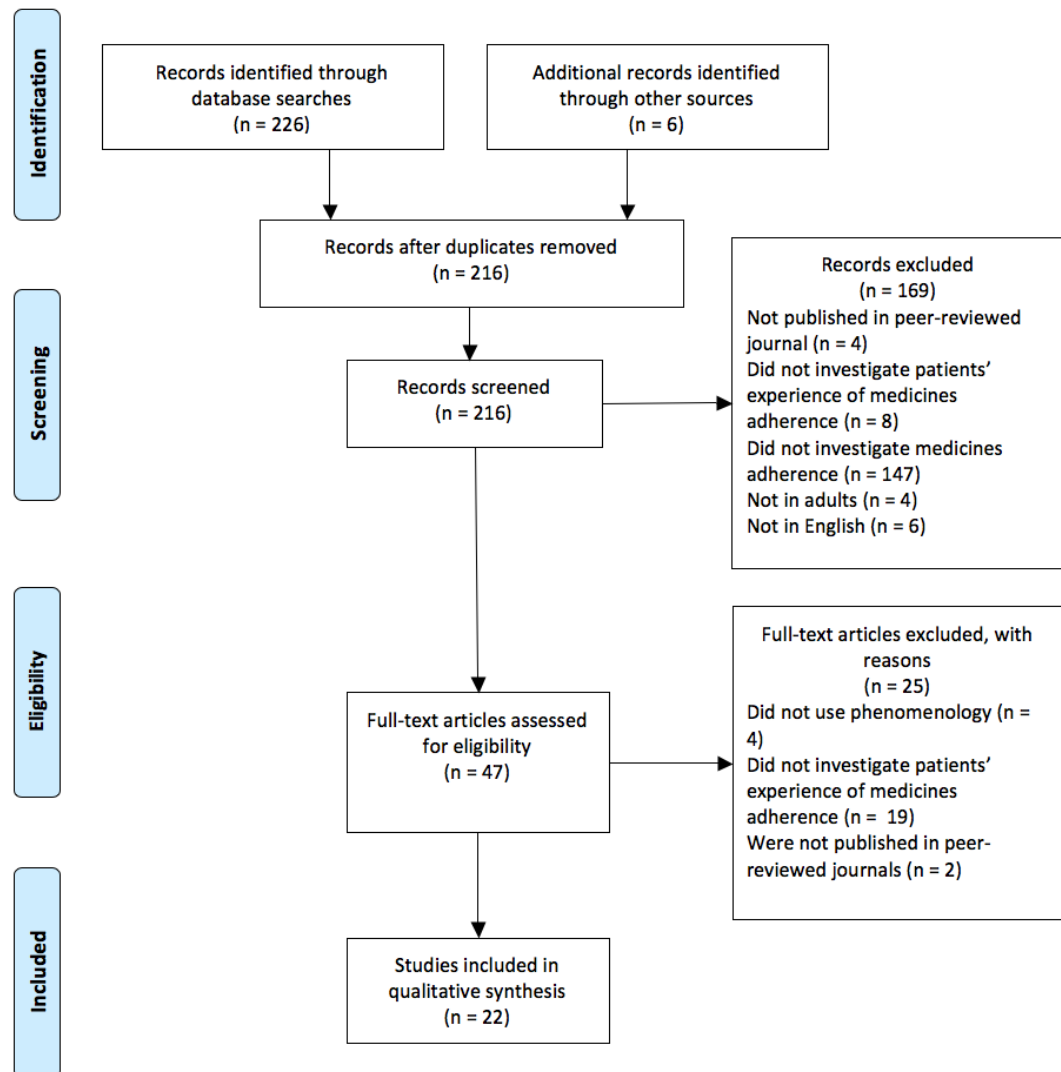 Identification
Records identified through
database searches
(n = 226)
Additional records identified
through other sources
(n = 6)
Records after duplicates removed
(n = 216)
Screening
Records screened
(n = 216)
Records excluded
(n = 169)
Not published in peer-reviewed
journal (n = 4)
Did not investigate patients’
experience of medicines
adherence (n = 8)
Did not investigate medicines
adherence (n = 147)
Not in adults (n = 4)
Not in English (n = 6)
Eligibility
Full-text articles assessed
for eligibility
(n = 47)
Full-text articles excluded, with
reasons
(n = 25)
Did not use phenomenology (n =
4)
Did not investigate patients’
experience of medicines
adherence (n =  19)
Were not published in peer-
reviewed journals (n = 2)
Included
Studies included in
qualitative synthesis
(n = 22)